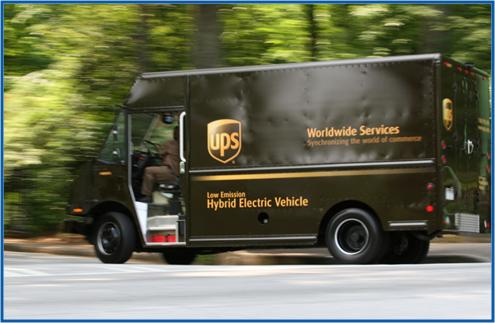 ups
Worldwide Services
Synchronizing the world of commerce
Low Emission
Hybrid Electric Vehicle